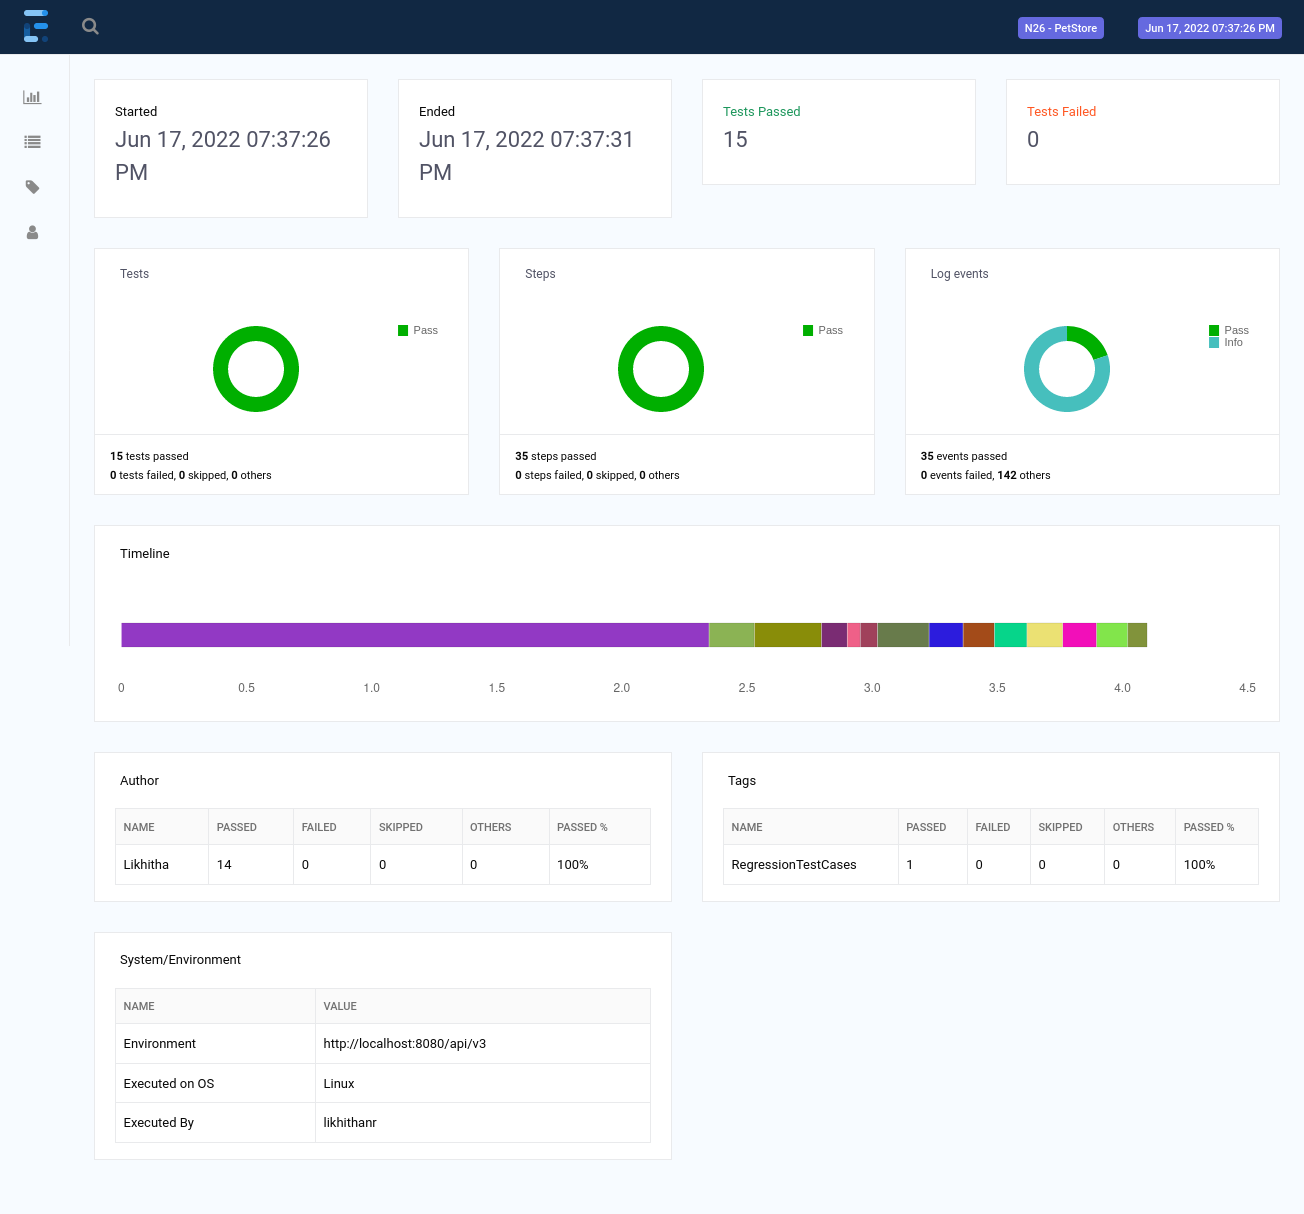 N26 - PetStore
Jun 17, 2022 07:37:26 PM
Started
Jun 17, 2022 07:37:26
PM
Ended
Jun 17, 2022 07:37:31
PM
Tests Passed
15
Tests Failed
0
Tests
Pass
15 tests passed
0 tests failed, 0 skipped, 0 others
Steps
Pass
35 steps passed
0 steps failed, 0 skipped, 0 others
Log events
Pass
Info
35 events passed
0 events failed, 142 others
Timeline
0 0.5 1.0 1.5 2.0 2.5 3.0 3.5 4.0 4.5
Author
NAME PASSED FAILED SKIPPED OTHERS PASSED %
Likhitha 14 0 0 0 100%
Tags
NAME PASSED FAILED SKIPPED OTHERS PASSED %
RegressionTestCases 1 0 0 0 100%
System/Environment
NAME VALUE
Environment http://localhost:8080/api/v3
Executed on OS Linux
Executed By likhithanr